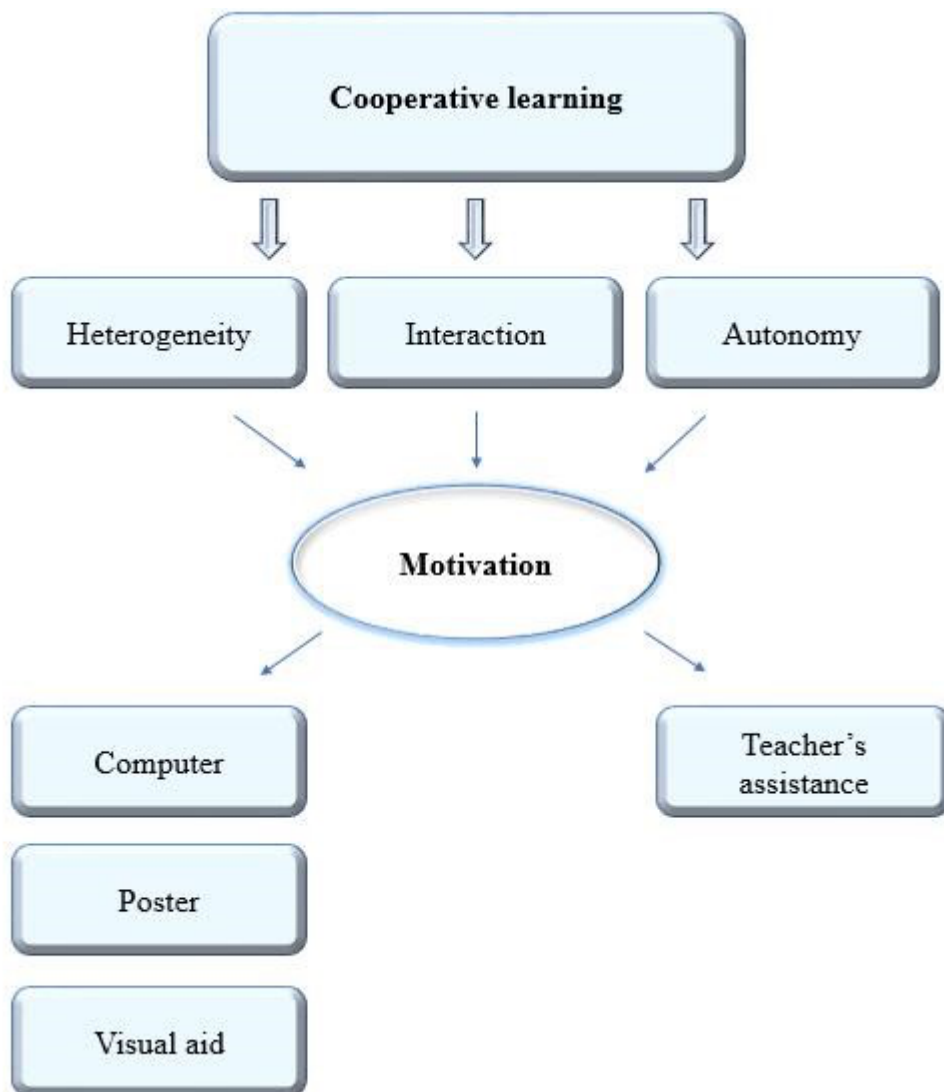 Cooperative learning
Heterogeneity
Interaction
Autonomy
Motivation
Computer
Teacher’s
assistance
Poster
Visual aid